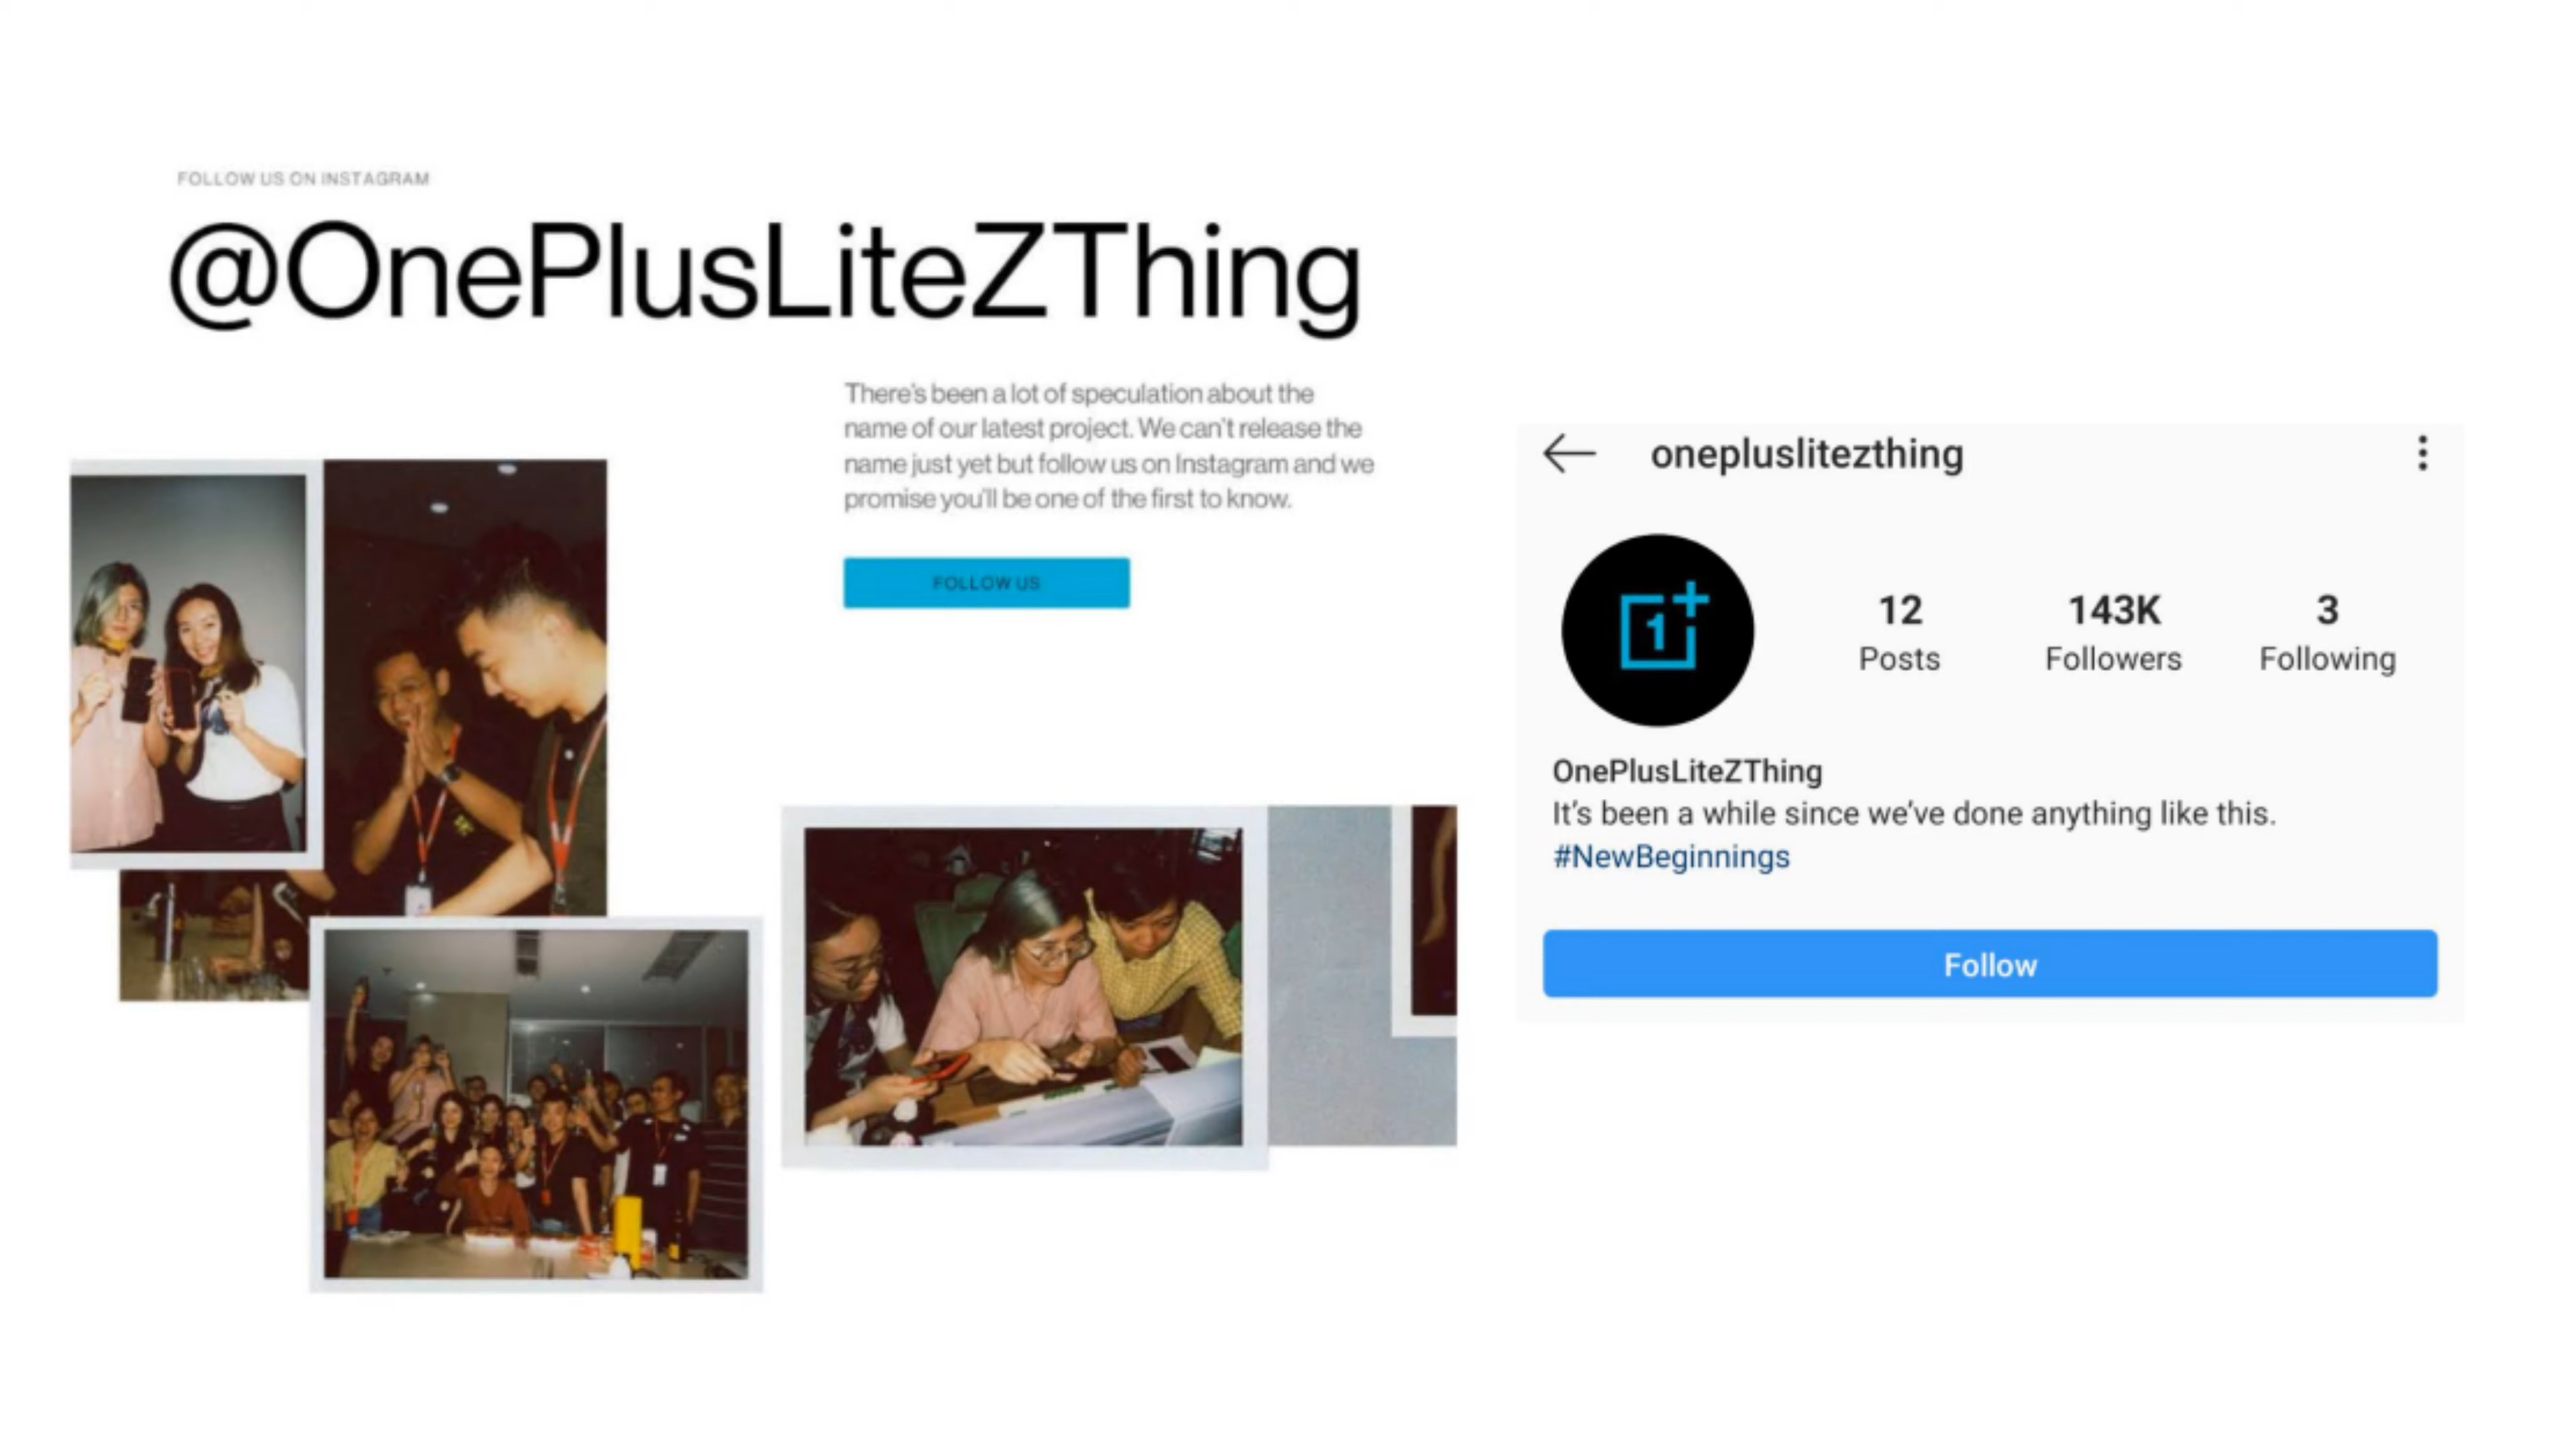 FOLLOW US ON INSTAGRAM
@OnePlusLiteZThing
There's been a lot of speculation about the
name of our latest project. We can't release the
name just yet but follow us on Instagram and we
promise you'll be one of the first to know.
FOLLOW US
onepluslitezthing
1+
12
Posts
143K
Followers
3
Following
OnePlusLiteZThing
It's been a while since we've done anything like this.
#NewBeginnings
Follow